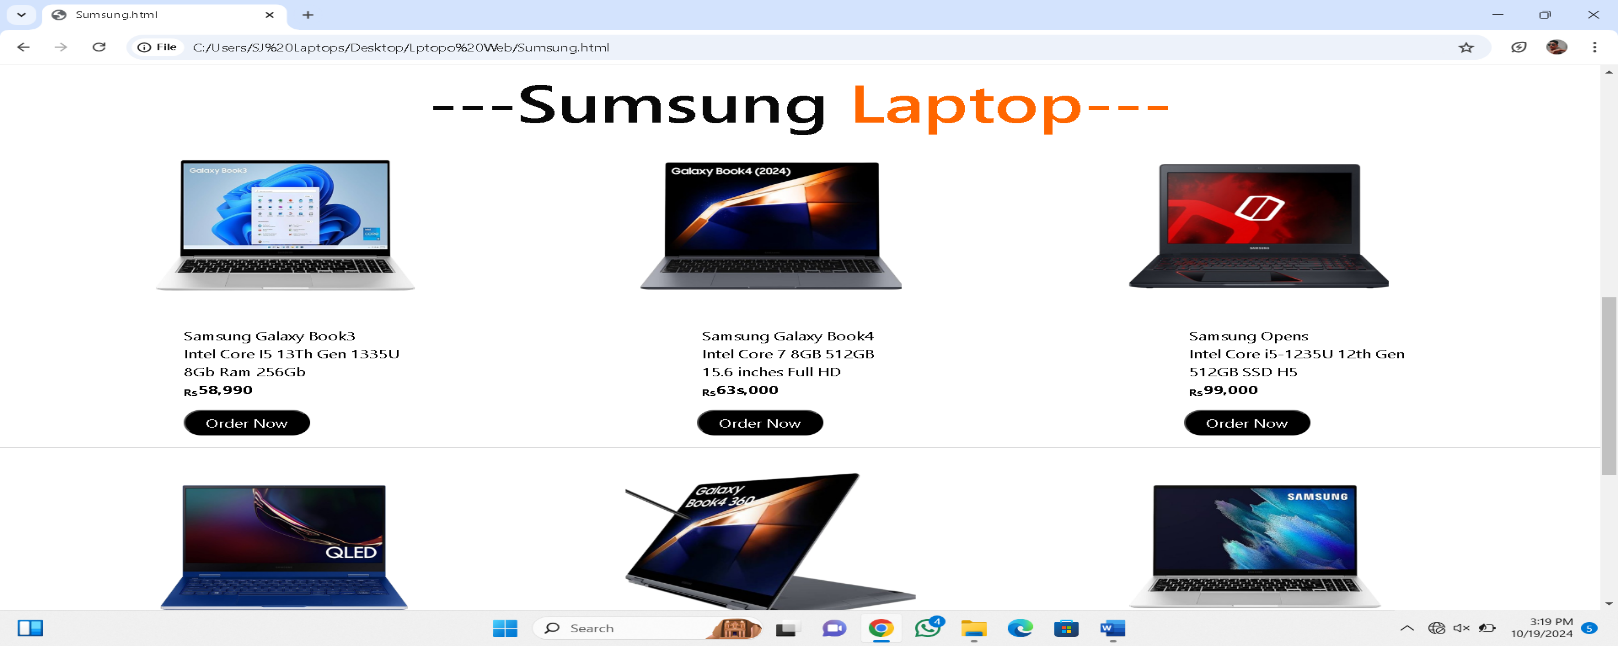 Sumsung.html
File C:/Users/SJ%20Laptops/Desktop/Lptopo%20Web/Sumsung.html
---Sumsung Laptop---
Galaxy Book3
Galaxy Book4 (2024)
Samsung Galaxy Book3
Intel Core I5 13Th Gen 1335U
8Gb Ram 256Gb
Rs58,990
Order Now
Samsung Galaxy Book4
Intel Core 7 8GB 512GB
15.6 inches Full HD
Rs63s,000
Order Now
Samsung Opens
Intel Core i5-1235U 12th Gen
512GB SSD H5
Rs99,000
Order Now
QLED
Galaxy
Book4 360
SAMSUNG
Search
4
3:19 PM
10/19/2024
5